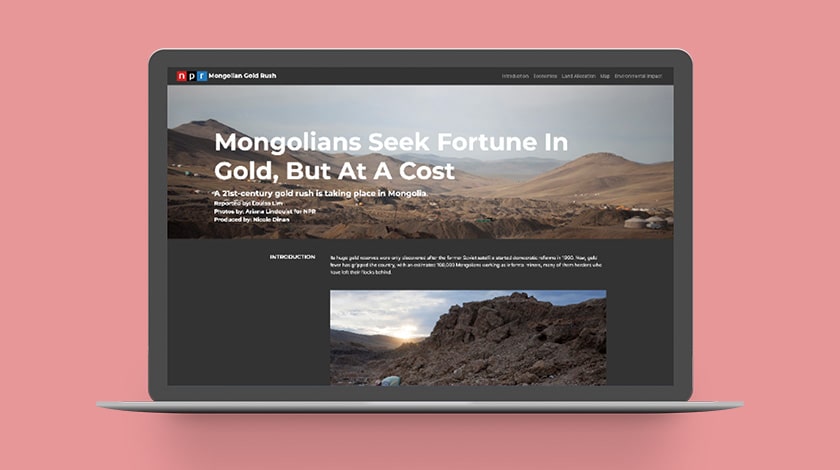 npr Mongolian Gold Rush
Introduction Economics Land Allocation Map Environmental Impact
Mongolians Seek Fortune In
Gold, But At A Cost
A 21st-century gold rush is taking place in Mongolia.
Reported by: Louisa Lim
Photos by: Ariana Lindquist for NPR
Produced by: Nicole Dinan
INTRODUCTION
Its huge gold reserves were only discovered after the former Soviet satellite started democratic reforms in 1990. Now, gold
fever has gripped the country, with an estimated 100,000 Mongolians working as informal miners, many of them herders who
have left their flocks behind.